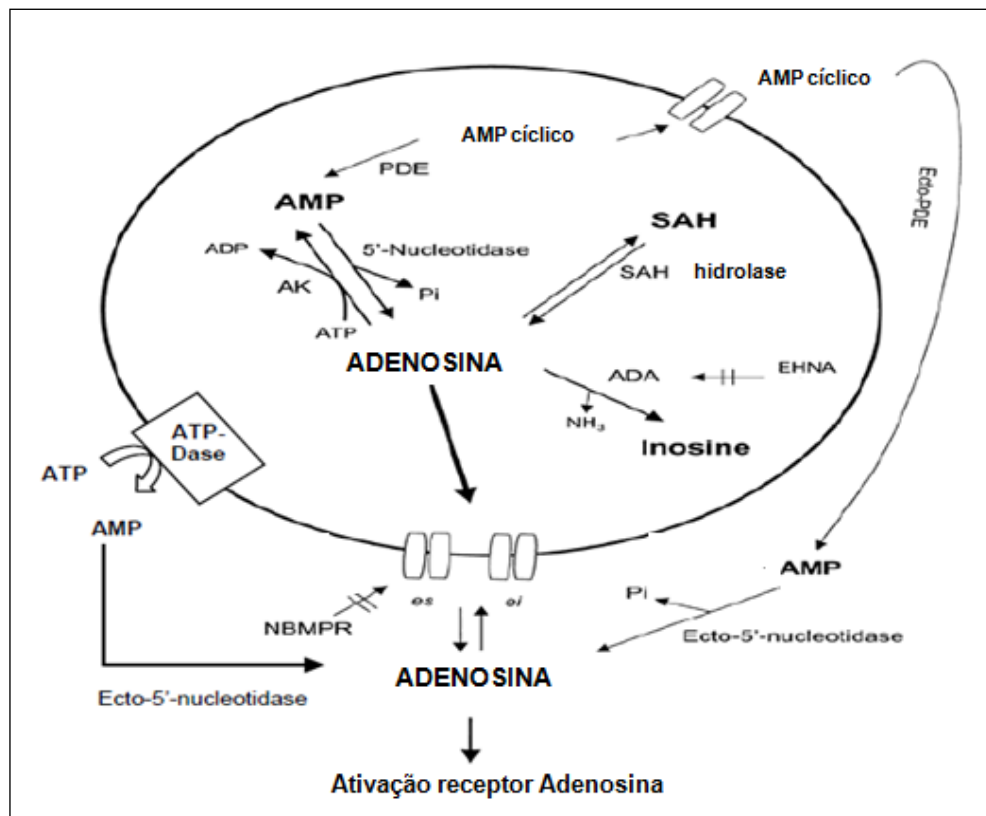 AMP cíclico
AMP cíclico
PDE
Ecto-PDE
AMP
SAH
ADP
5'-Nucleotidase
SAH hidrolase
AK
Pi
ATP
ADENOSINA
ADA
EHNA
NH3
Inosine
ATP-
Dase
ATP
AMP
AMP
os
oi
Pi
NBMPR
Ecto-5'-nucleotidase
ADENOSINA
Ecto-5'-nucleotidase
Ativação receptor Adenosina